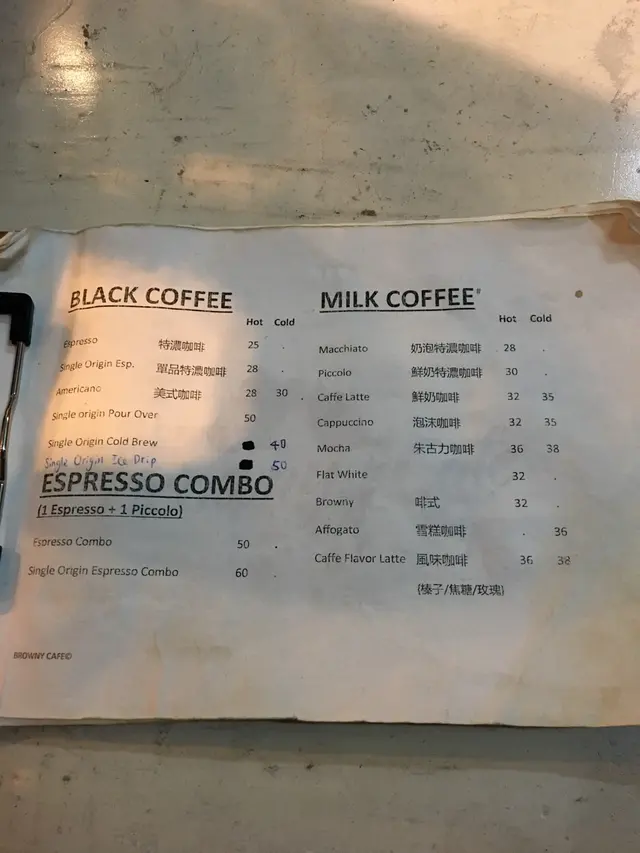 BLACK COFFEE
Hot Cold
Espresso 特濃咖啡 25 .
Single Origin Esp. 單品特濃咖啡 28 .
Americano 美式咖啡 28 30
Single origin Pour Over 50
Single Origin Cold Brew 40
Single Origin Ice Drip 50
ESPRESSO COMBO
(1 Espresso + 1 Piccolo)
Espresso Combo 50 .
Single Origin Espresso Combo 60 .
BROWNY CAFE©
MILK COFFEE#
Hot Cold
Macchiato 奶泡特濃咖啡 28 .
Piccolo 鮮奶特濃咖啡 30 .
Caffe Latte 鮮奶咖啡 32 35
Cappuccino 泡沫咖啡 32 35
Mocha 朱古力咖啡 36 38
Flat White 32 .
Browny 啡式 32 .
Affogato 雪糕咖啡 . 36
Caffe Flavor Latte 風味咖啡 36 38
(榛子/焦糖/玫瑰)